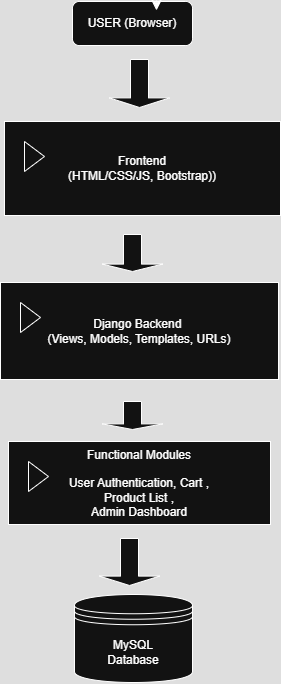 USER (Browser)
Frontend
(HTML/CSS/JS, Bootstrap))
Django Backend
(Views, Models, Templates, URLs)
Functional Modules
User Authentication, Cart ,
Product List ,
Admin Dashboard
MySQL
Database